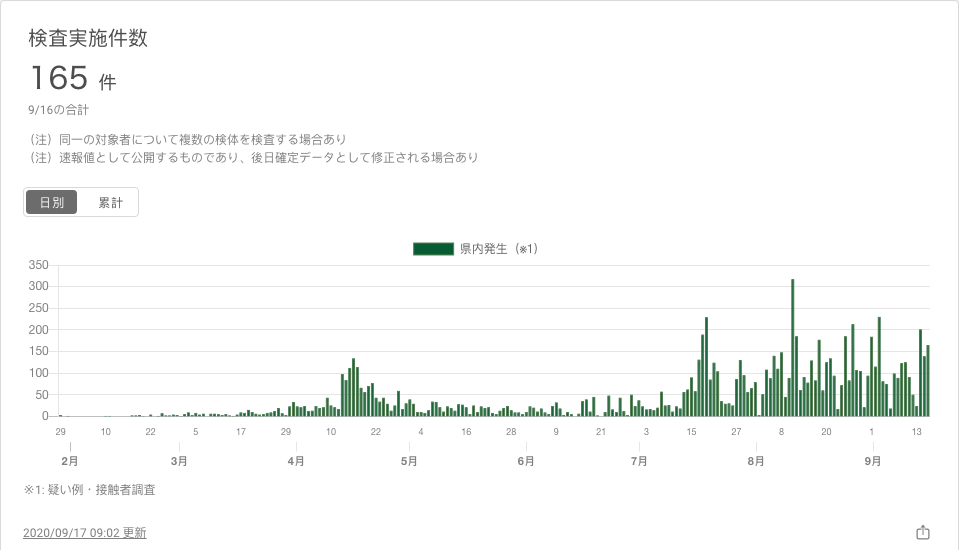 検査実施件数
165 件
9/16の合計
（注）同一の対象者について複数の検体を検査する場合あり
（注）速報値として公開するものであり、後日確定データとして修正される場合あり
日別 累計
県内発生（※1）
350
300
250
200
150
100
50
0
29 10 22 5 17 29 10 22 4 16 28 9 21 3 15 27 8 20 1 13
2月 3月 4月 5月 6月 7月 8月 9月
※1: 疑い例・接触者調査
2020/09/17 09:02 更新